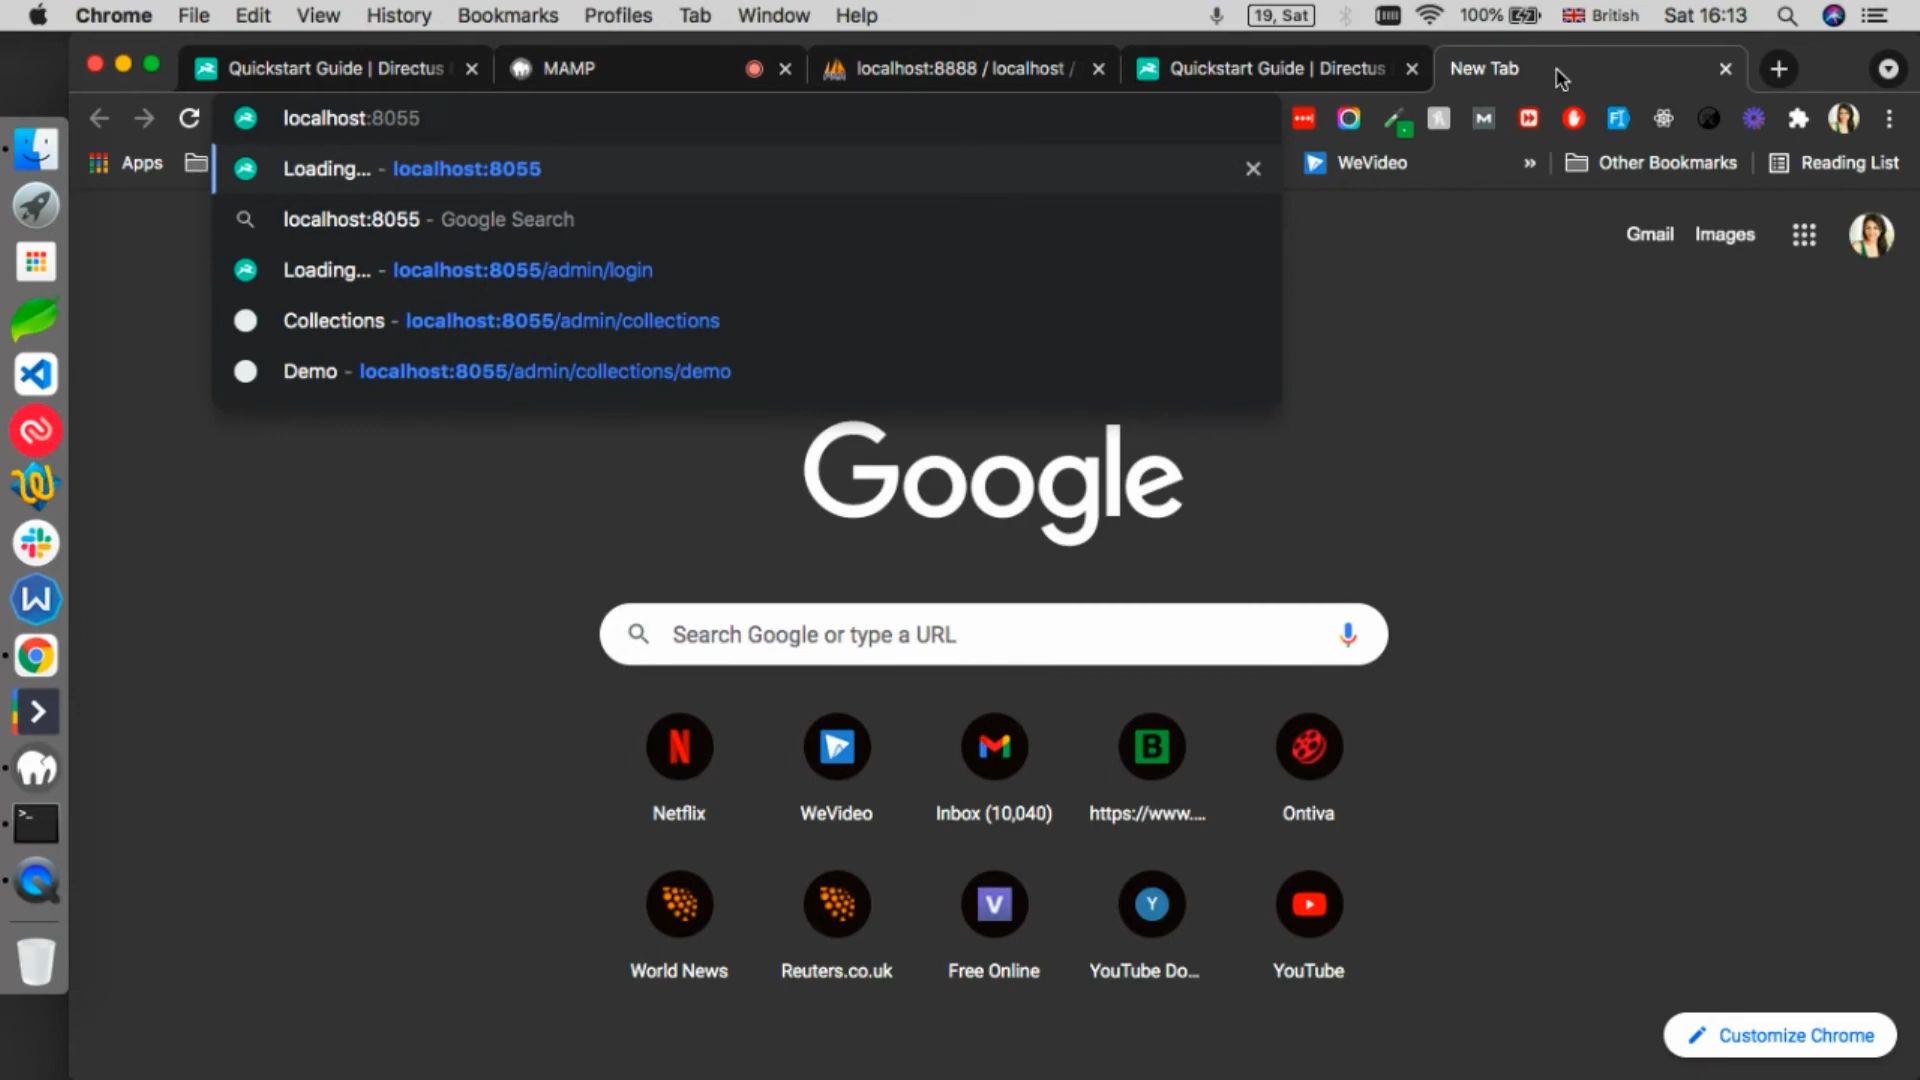 Chrome File Edit View History Bookmarks Profiles Tab Window Help 19, Sat 100% British Sat 16:13
Quickstart Guide | Directus MAMP localhost:8888 / localhost / Quickstart Guide | Directus New Tab
localhost:8055
Apps Loading... - localhost:8055 WeVideo » Other Bookmarks Reading List
localhost:8055 - Google Search
Gmail Images
Loading... - localhost:8055/admin/login
Collections - localhost:8055/admin/collections
Demo - localhost:8055/admin/collections/demo
Google
Search Google or type a URL
Netflix WeVideo Inbox (10,040) https://www.... Ontiva
World News Reuters.co.uk Free Online YouTube Do... YouTube
Customize Chrome